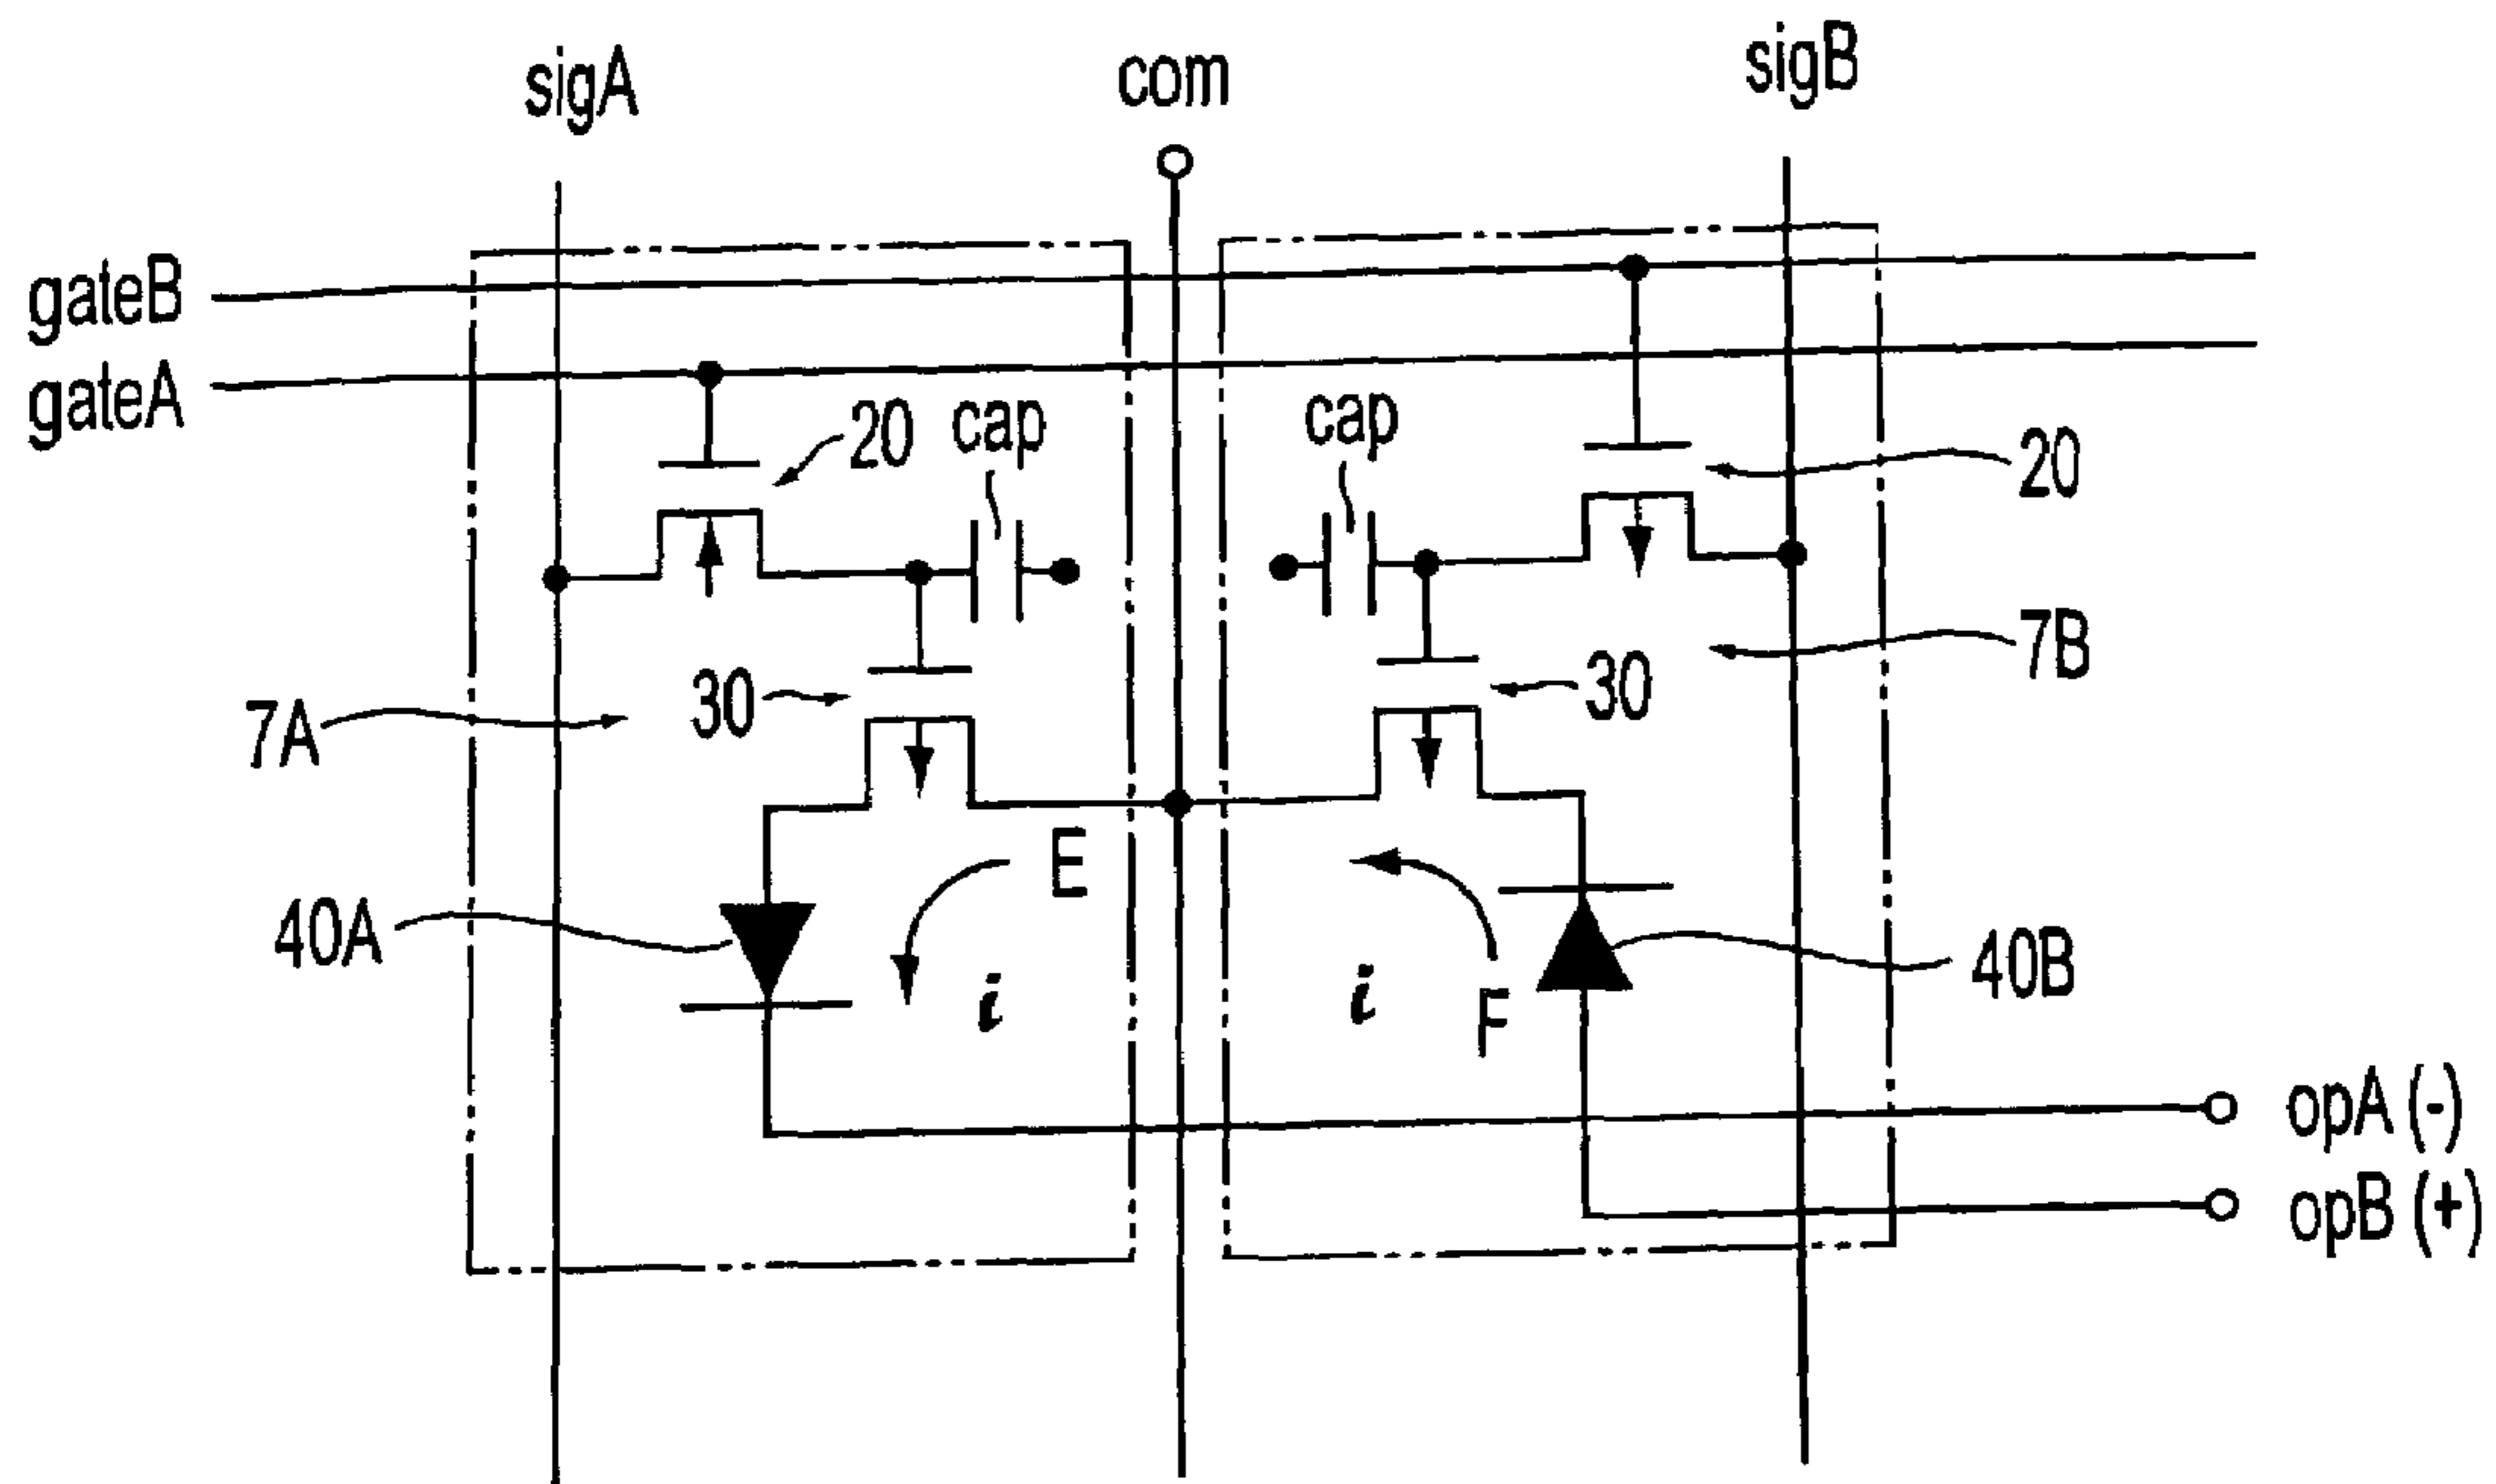 sigA
com
sigB
gateB
gateA
20
cap
cap
20
7B
30
30
7A
E
40A
i
i
F
40B
opA (-)
opB (+)